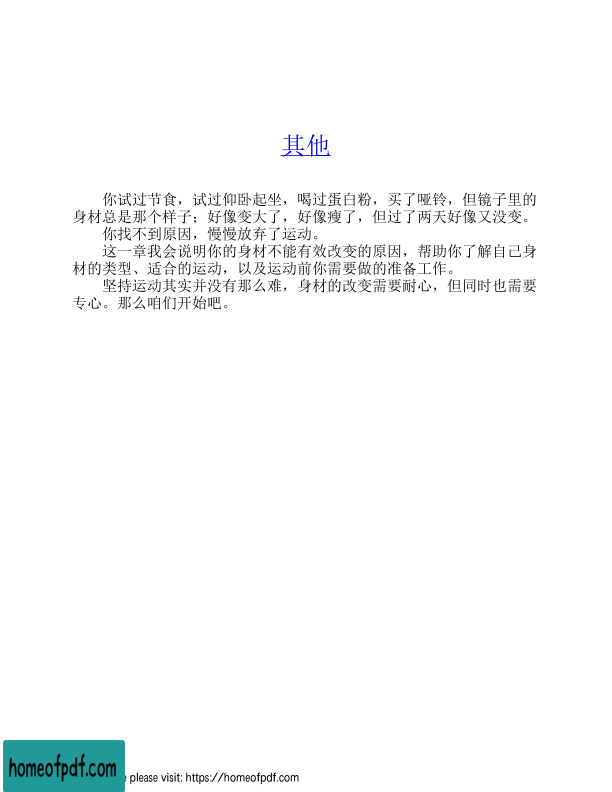 其他
你试过节食，试过仰卧起坐，喝过蛋白粉，买了哑铃，但镜子里的
身材总是那个样子；好像变大了，好像瘦了，但过了两天好像又没变。
你找不到原因，慢慢放弃了运动。
这一章我会说明你的身材不能有效改变的原因，帮助你了解自己身
材的类型、适合的运动，以及运动前你需要做的准备工作。
坚持运动其实并没有那么难，身材的改变需要耐心，但同时也需要
专心。那么咱们开始吧。
homeofpdf.com
please visit: https://homeofpdf.com